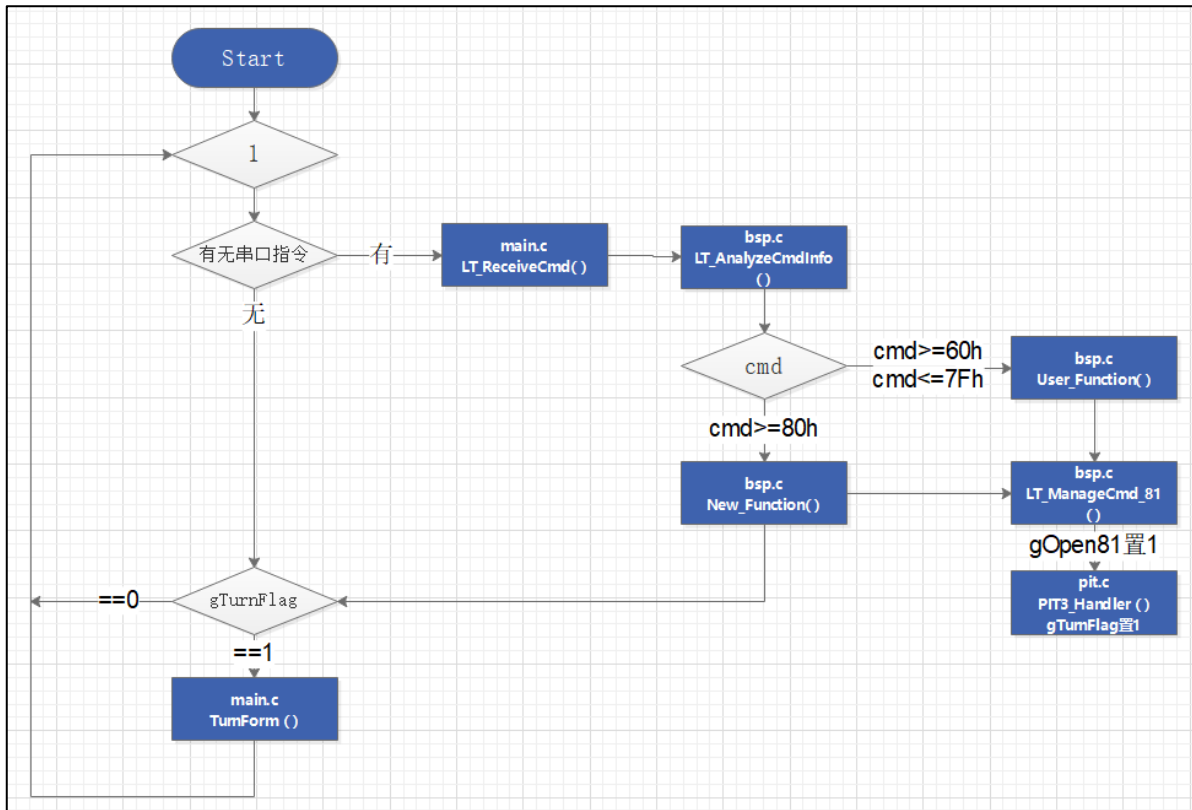 Start
1
有无串口指令
有
main.c
LT_ReceiveCmd()
bsp.c
LT_AnalyzeCmdInfo
()
无
cmd
cmd>=60h
cmd<=7Fh
bsp.c
User_Function()
cmd>=80h
bsp.c
New_Function()
bsp.c
LT_ManageCmd_81
()
gOpen81置1
pit.c
PIT3_Handler ()
gTurnFlag置1
gTurnFlag
==0
==1
main.c
TurnForm ()